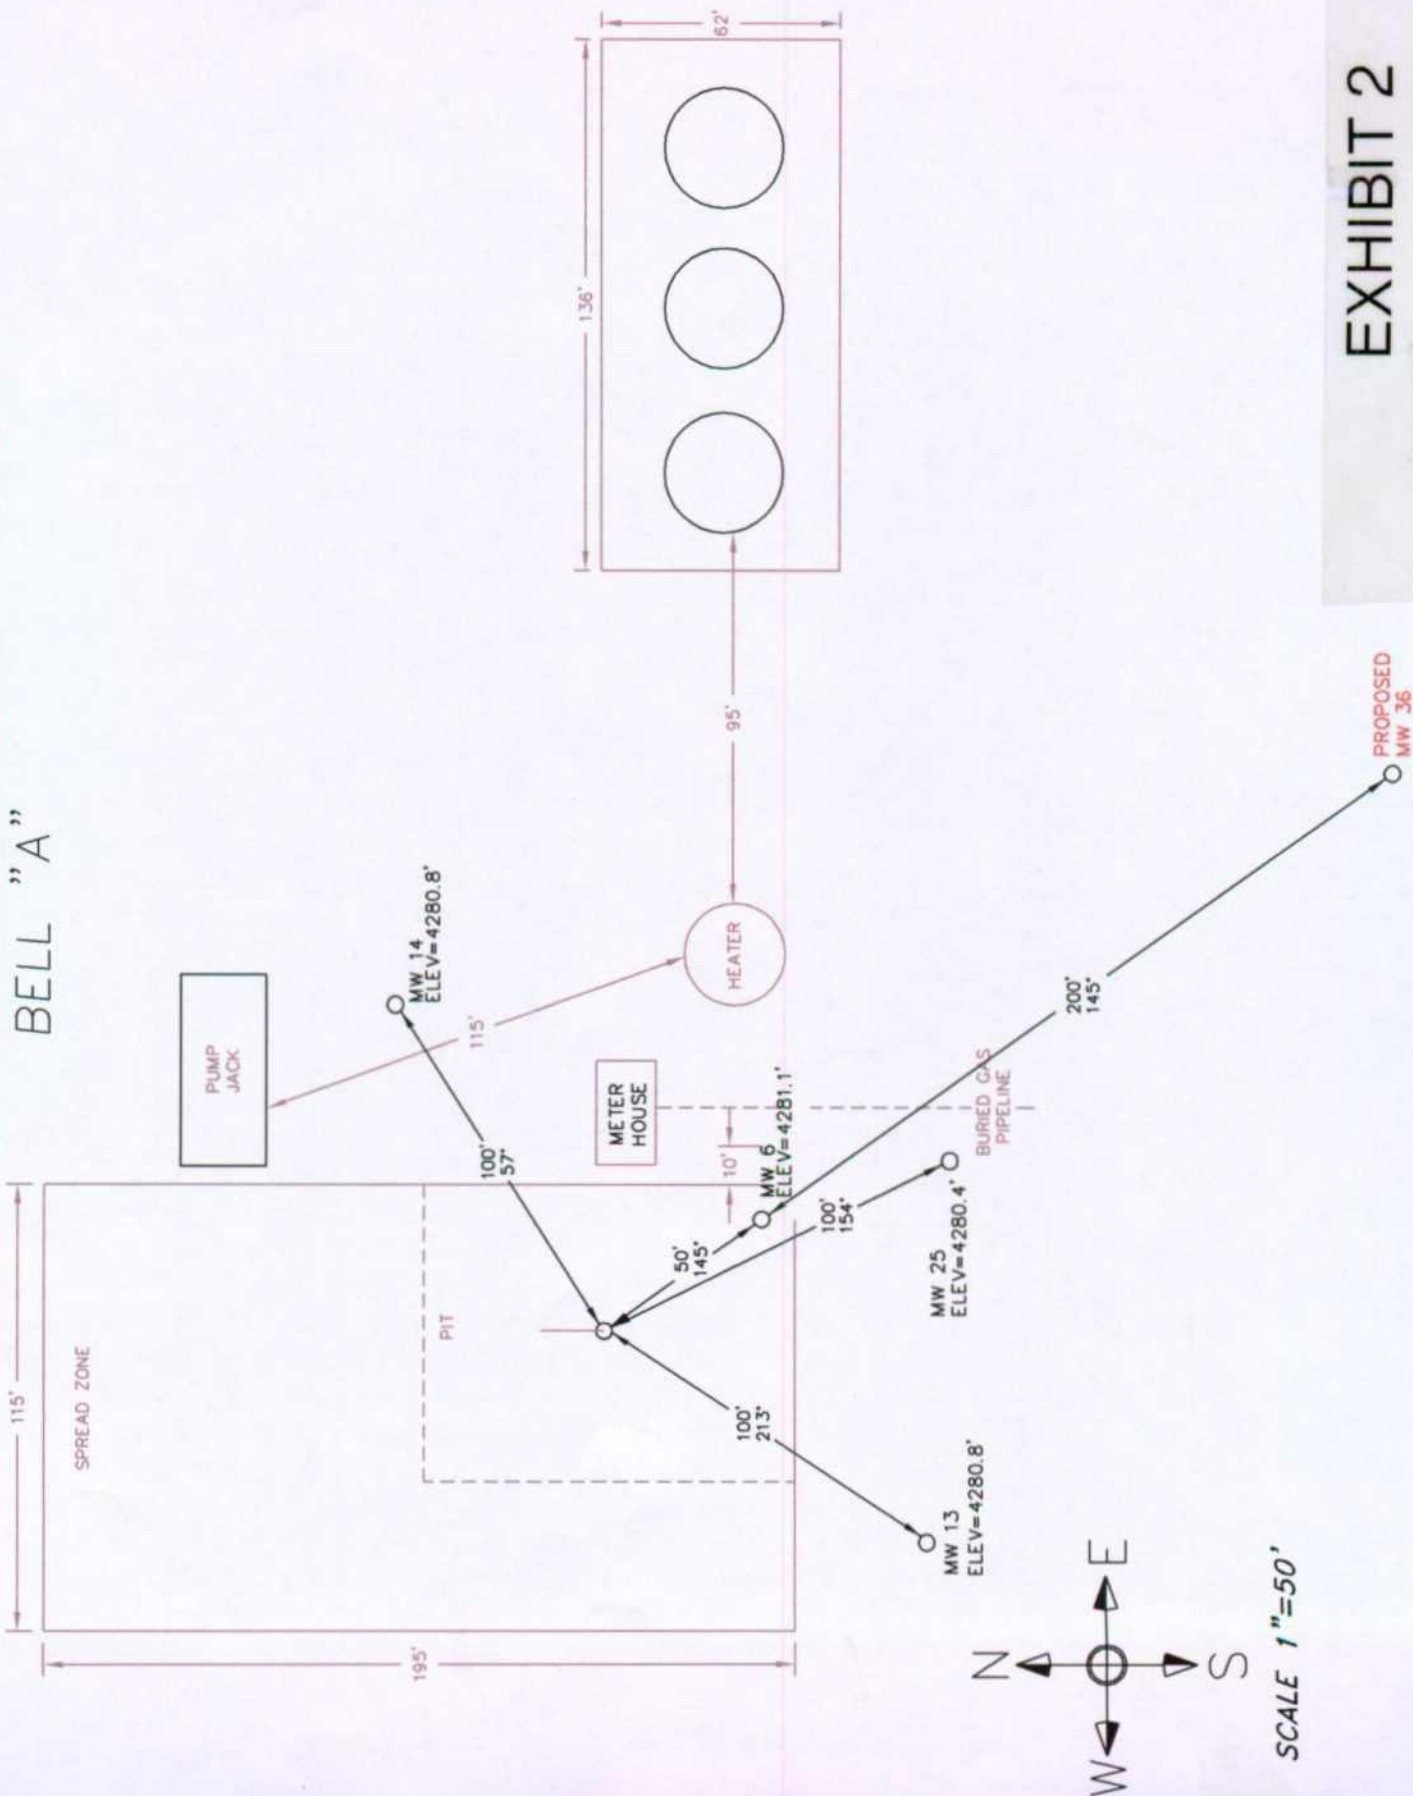 BELL "A"
115'
SPREAD ZONE
195'
PIT
PUMP
JACK
MW 14
ELEV=4280.8'
115'
100'
57°
METER
HOUSE
HEATER
95'
136'
62'
10'
MW 6
ELEV=4281.1'
50'
145°
100'
154°
100'
213°
MW 25
ELEV=4280.4'
BURIED GAS
PIPELINE
200'
145°
MW 13
ELEV=4280.8'
PROPOSED
MW 36
N
W
E
S
SCALE 1"=50'
EXHIBIT 2